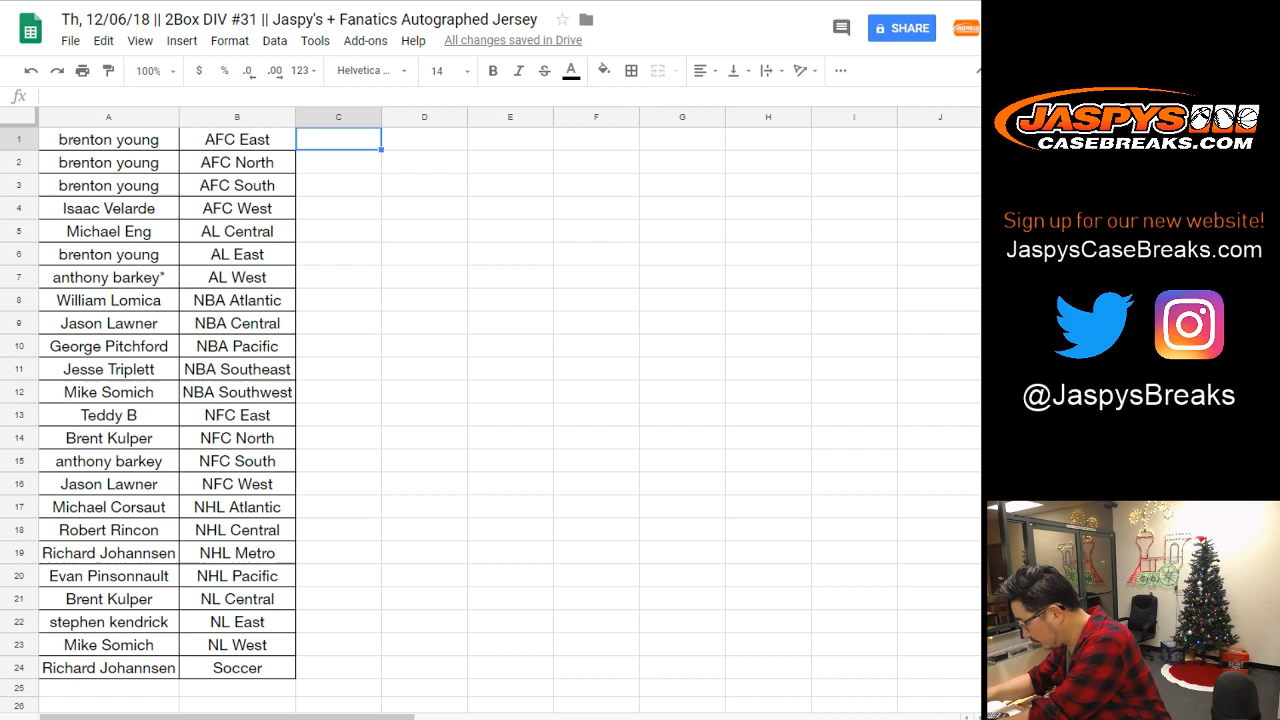 Th, 12/06/18 || 2Box DIV #31 || Jaspy's + Fanatics Autographed Jersey
File Edit View Insert Format Data Tools Add-ons Help All changes saved in Drive
SHARE
100% $ % .0 .00 123 Helvetica ... 14 B I S A
fx
A B C D E F G H I J
1 brenton young AFC East
2 brenton young AFC North
3 brenton young AFC South
4 Isaac Velarde AFC West
5 Michael Eng AL Central
6 brenton young AL East
7 anthony barkey* AL West
8 William Lomica NBA Atlantic
9 Jason Lawner NBA Central
10 George Pitchford NBA Pacific
11 Jesse Triplett NBA Southeast
12 Mike Somich NBA Southwest
13 Teddy B NFC East
14 Brent Kulper NFC North
15 anthony barkey NFC South
16 Jason Lawner NFC West
17 Michael Corsaut NHL Atlantic
18 Robert Rincon NHL Central
19 Richard Johannsen NHL Metro
20 Evan Pinsonnault NHL Pacific
21 Brent Kulper NL Central
22 stephen kendrick NL East
23 Mike Somich NL West
24 Richard Johannsen Soccer
25
26
JASPYS
CASEBREAKS.COM
Sign up for our new website!
JaspysCaseBreaks.com
@JaspysBreaks